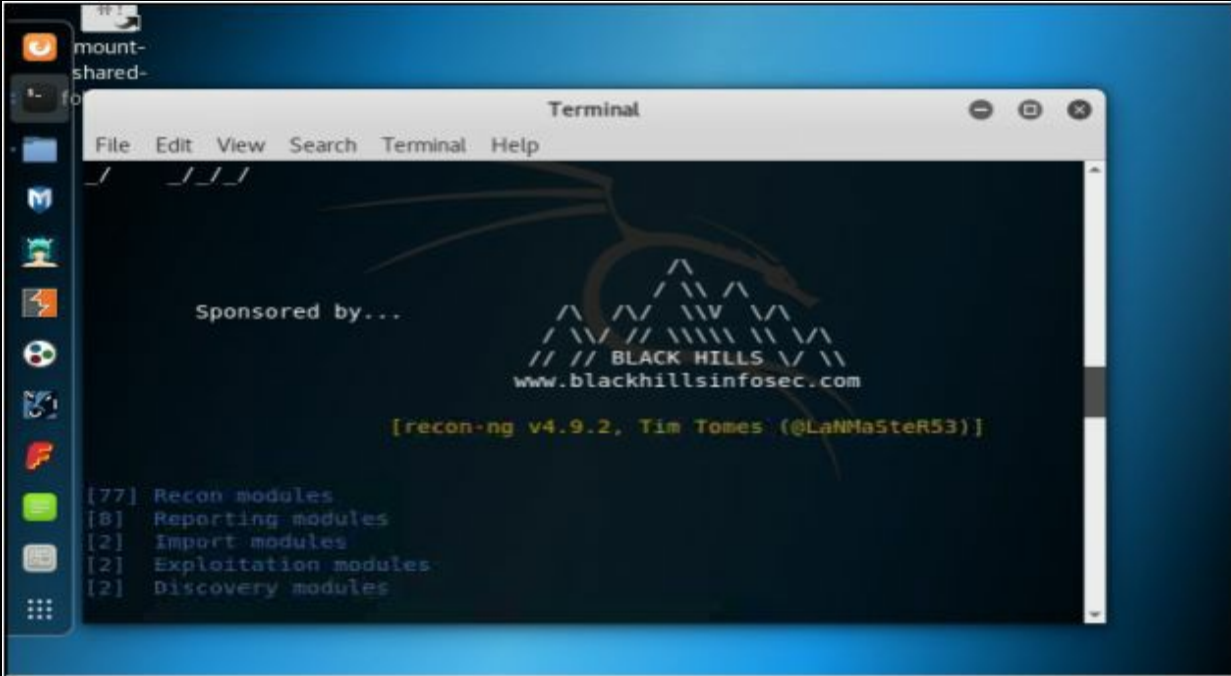 mount-
shared-
fo
Terminal
File Edit View Search Terminal Help
_/ _/_/_/
/\
/ \\ /\
Sponsored by... /\ /\/ \\V \/\
/ \\/ // \\\\\ \\ \/\
// // BLACK HILLS \/ \\
www.blackhillsinfosec.com
[recon-ng v4.9.2, Tim Tomes (@LaNMaSteR53)]
[77] Recon modules
[8] Reporting modules
[2] Import modules
[2] Exploitation modules
[2] Discovery modules